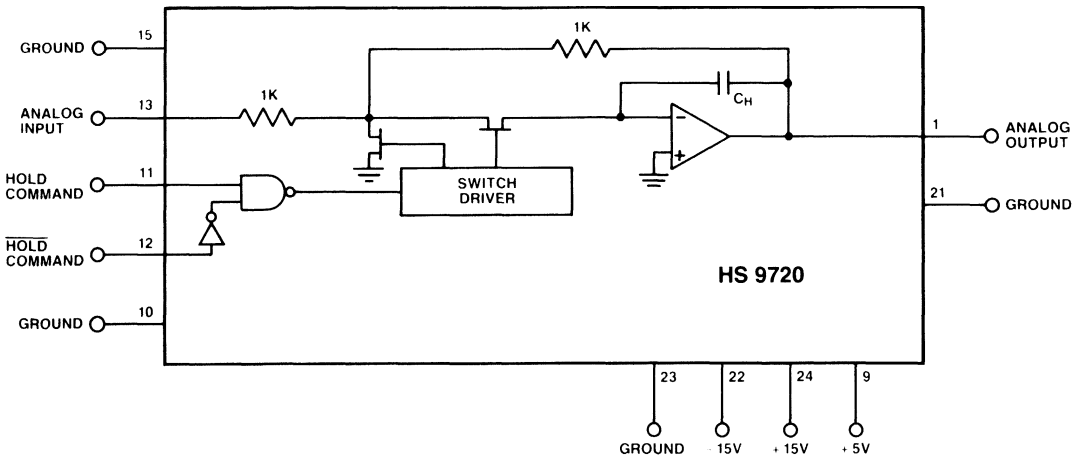 1K
15
GROUND
1K
C_H
13
ANALOG
INPUT
−
+
1
ANALOG
OUTPUT
11
HOLD
COMMAND
SWITCH
DRIVER
21
GROUND
12
H̅O̅L̅D̅
COMMAND
HS 9720
10
GROUND
23
22
24
9
GROUND
- 15V
+ 15V
+ 5V